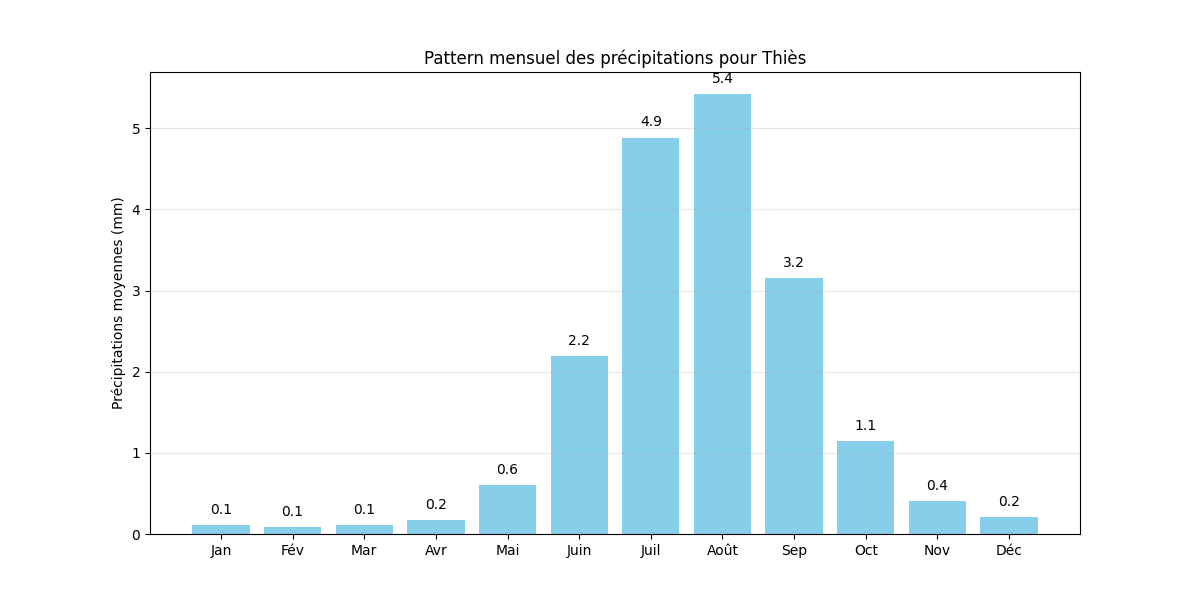 Pattern mensuel des précipitations pour Thiès
Précipitations moyennes (mm)
5
4
3
2
1
0
0.1
0.1
0.1
0.2
0.6
2.2
4.9
5.4
3.2
1.1
0.4
0.2
Jan
Fév
Mar
Avr
Mai
Juin
Juil
Août
Sep
Oct
Nov
Déc